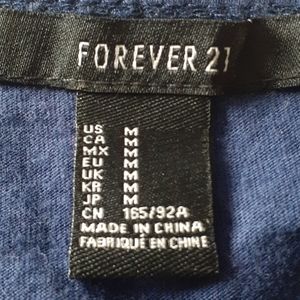 FOREVER 21
US M
CA M
MX M
EU M
UK M
KR M
JP M
CN 165/92A
MADE IN CHINA
FABRIQUÉ EN CHINE